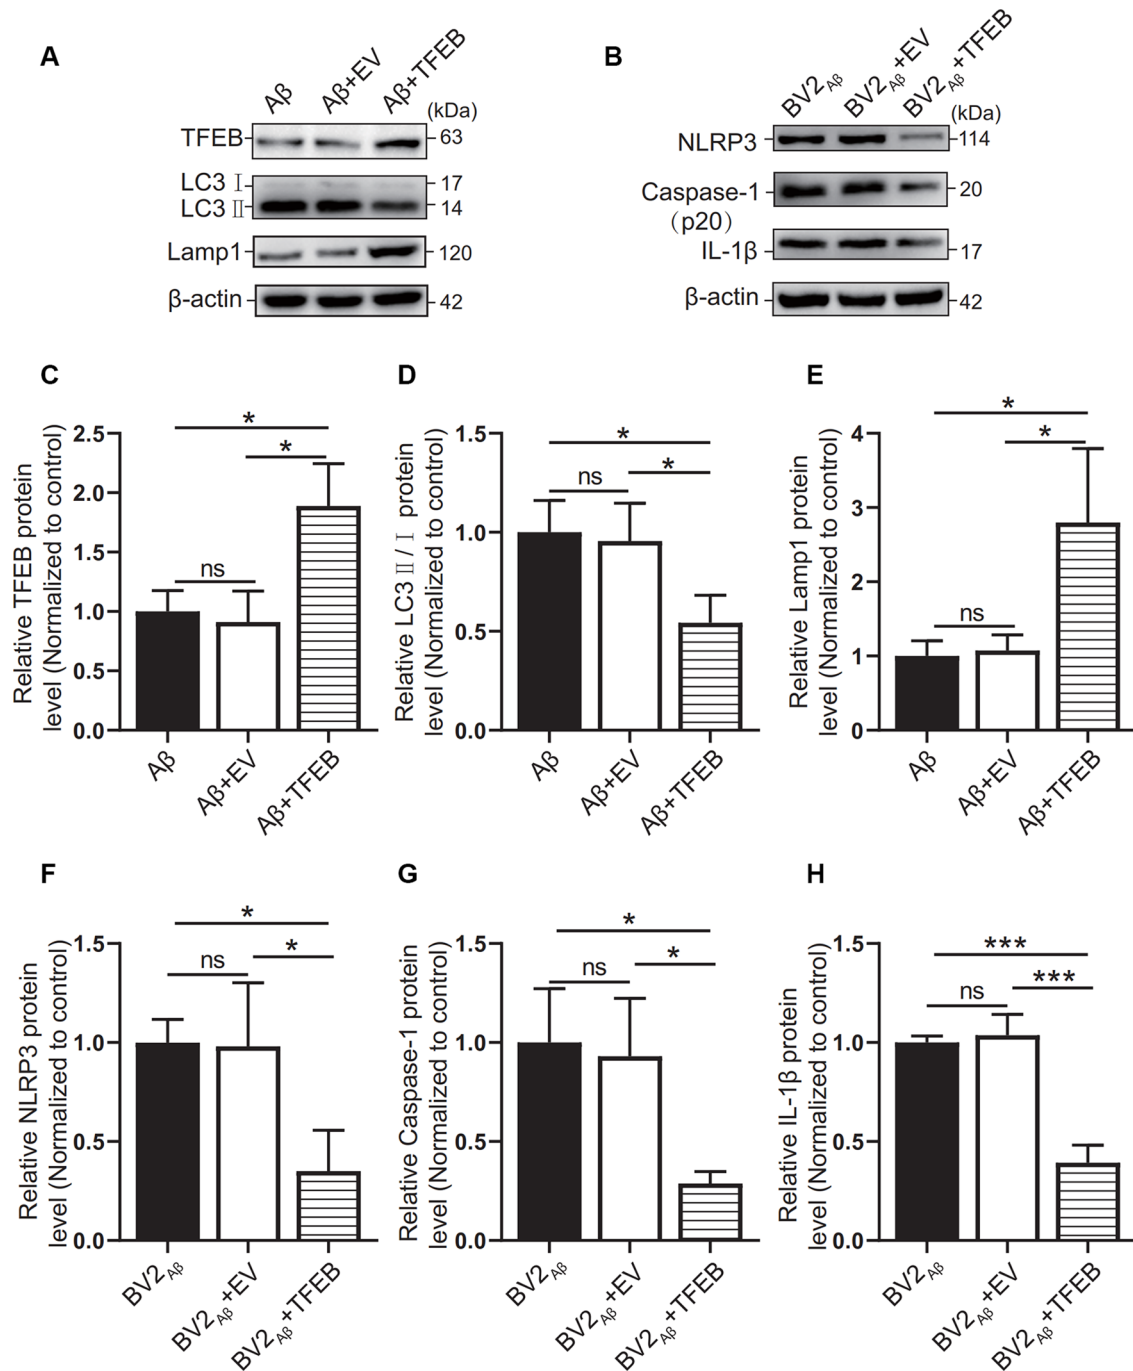 A
Aβ
Aβ+EV
Aβ+TFEB
(kDa)
TFEB
63
LC3 Ⅰ
17
LC3 Ⅱ
14
Lamp1
120
β-actin
42
B
BV2Aβ
BV2Aβ+EV
BV2Aβ+TFEB
(kDa)
NLRP3
114
Caspase-1
(p20)
20
IL-1β
17
β-actin
42
C
Relative TFEB protein
level (Normalized to control)
2.5
2.0
1.5
1.0
0.5
0.0
*
*
ns
Aβ
Aβ+EV
Aβ+TFEB
D
Relative LC3 Ⅱ/Ⅰ protein
level (Normalized to control)
1.5
1.0
0.5
0.0
*
*
ns
Aβ
Aβ+EV
Aβ+TFEB
E
Relative Lamp1 protein
level (Normalized to control)
4
3
2
1
0
*
*
ns
Aβ
Aβ+EV
Aβ+TFEB
F
Relative NLRP3 protein
level (Normalized to control)
1.5
1.0
0.5
0.0
*
*
ns
BV2Aβ
BV2Aβ+EV
BV2Aβ+TFEB
G
Relative Caspase-1 protein
level (Normalized to control)
1.5
1.0
0.5
0.0
*
*
ns
BV2Aβ
BV2Aβ+EV
BV2Aβ+TFEB
H
Relative IL-1β protein
level (Normalized to control)
1.5
1.0
0.5
0.0
***
***
ns
BV2Aβ
BV2Aβ+EV
BV2Aβ+TFEB